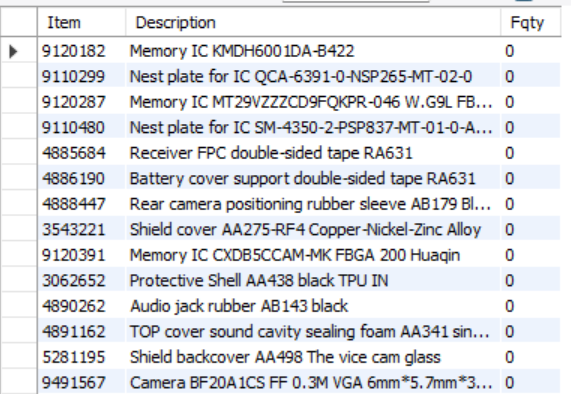 Item Description Fqty
9120182 Memory IC KMDH6001DA-B422 0
9110299 Nest plate for IC QCA-6391-0-NSP265-MT-02-0 0
9120287 Memory IC MT29VZZZCD9FQKPR-046 W.G9L FB... 0
9110480 Nest plate for IC SM-4350-2-PSP837-MT-01-0-A... 0
4885684 Receiver FPC double-sided tape RA631 0
4886190 Battery cover support double-sided tape RA631 0
4888447 Rear camera positioning rubber sleeve AB179 Bl... 0
3543221 Shield cover AA275-RF4 Copper-Nickel-Zinc Alloy 0
9120391 Memory IC CXDB5CCAM-MK FBGA 200 Huaqin 0
3062652 Protective Shell AA438 black TPU IN 0
4890262 Audio jack rubber AB143 black 0
4891162 TOP cover sound cavity sealing foam AA341 sin... 0
5281195 Shield backcover AA498 The vice cam glass 0
9491567 Camera BF20A1CS FF 0.3M VGA 6mm*5.7mm*3... 0